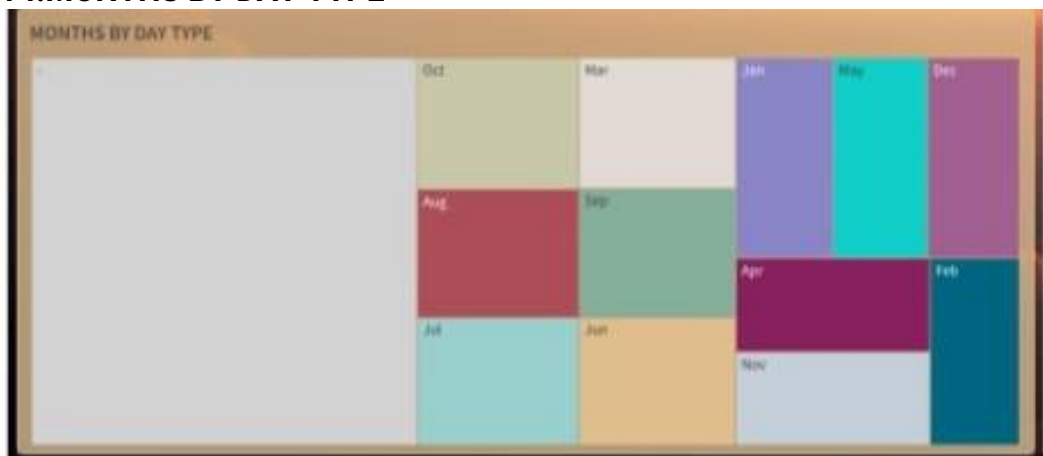 MONTHS BY DAY TYPE
-
Oct
Mar
Jan
May
Dec
Aug
Sep
Apr
Feb
Jul
Jun
Nov